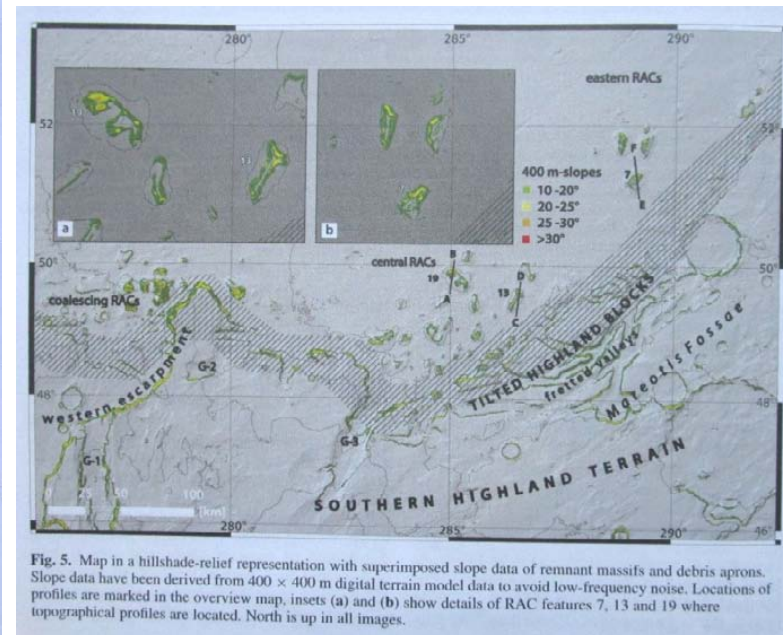 280°
285°
290°
eastern RACs
52
52°
a
b
7
F
E
400 m-slopes
10 -20°
20 -25°
25 -30°
>30°
50°
50°
central RACs
B
19
A
D
13
C
coalescing RACs
western escarpment
G-2
G-1
G-3
TILTED HIGHLAND BLOCKS
fretted valleys
Mareotis Fossae
48°
48°
SOUTHERN HIGHLAND TERRAIN
0 25 50 100
[km]
280°
285°
290°
46°
Fig. 5. Map in a hillshade-relief representation with superimposed slope data of remnant massifs and debris aprons.
Slope data have been derived from 400 × 400 m digital terrain model data to avoid low-frequency noise. Locations of
profiles are marked in the overview map, insets (a) and (b) show details of RAC features 7, 13 and 19 where
topographical profiles are located. North is up in all images.